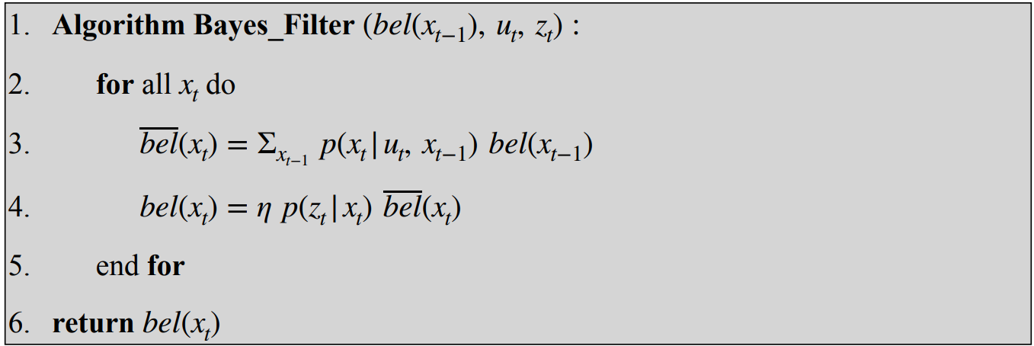 1. Algorithm Bayes_Filter (bel(x_{t−1}), u_t, z_t) :
2. for all x_t do
3. \overline{bel}(x_t) = Σ_{x_{t−1}} p(x_t | u_t, x_{t−1}) bel(x_{t−1})
4. bel(x_t) = η p(z_t | x_t) \overline{bel}(x_t)
5. end for
6. return bel(x_t)